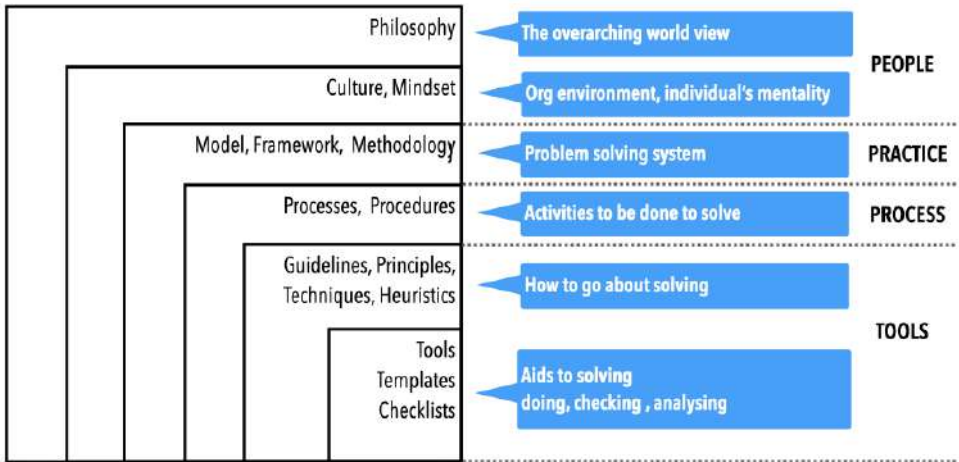 Philosophy
The overarching world view
PEOPLE
Culture, Mindset
Org environment, individual's mentality
Model, Framework, Methodology
Problem solving system
PRACTICE
Processes, Procedures
Activities to be done to solve
PROCESS
Guidelines, Principles,
Techniques, Heuristics
How to go about solving
TOOLS
Tools
Templates
Checklists
Aids to solving
doing, checking , analysing